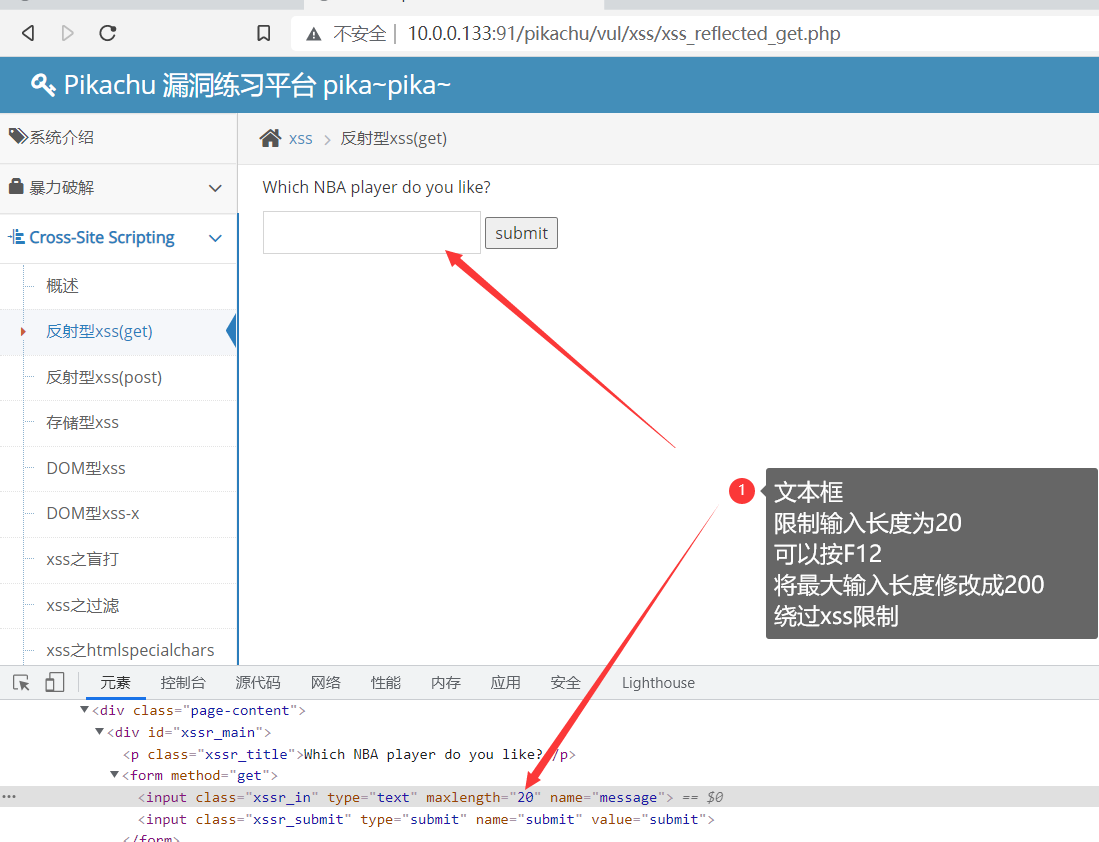 不安全 | 10.0.0.133:91/pikachu/vul/xss/xss_reflected_get.php
Pikachu 漏洞练习平台 pika~pika~
系统介绍
xss > 反射型xss(get)
暴力破解
Which NBA player do you like?
submit
Cross-Site Scripting
概述
反射型xss(get)
反射型xss(post)
存储型xss
DOM型xss
DOM型xss-x
xss之盲打
xss之过滤
xss之htmlspecialchars
1
文本框
限制输入长度为20
可以按F12
将最大输入长度修改成200
绕过xss限制
元素 控制台 源代码 网络 性能 内存 应用 安全 Lighthouse
▼<div class="page-content">
▼<div id="xssr_main">
<p class="xssr_title">Which NBA player do you like?</p>
▼<form method="get">
<input class="xssr_in" type="text" maxlength="20" name="message"> == $0
<input class="xssr_submit" type="submit" name="submit" value="submit">
</form>